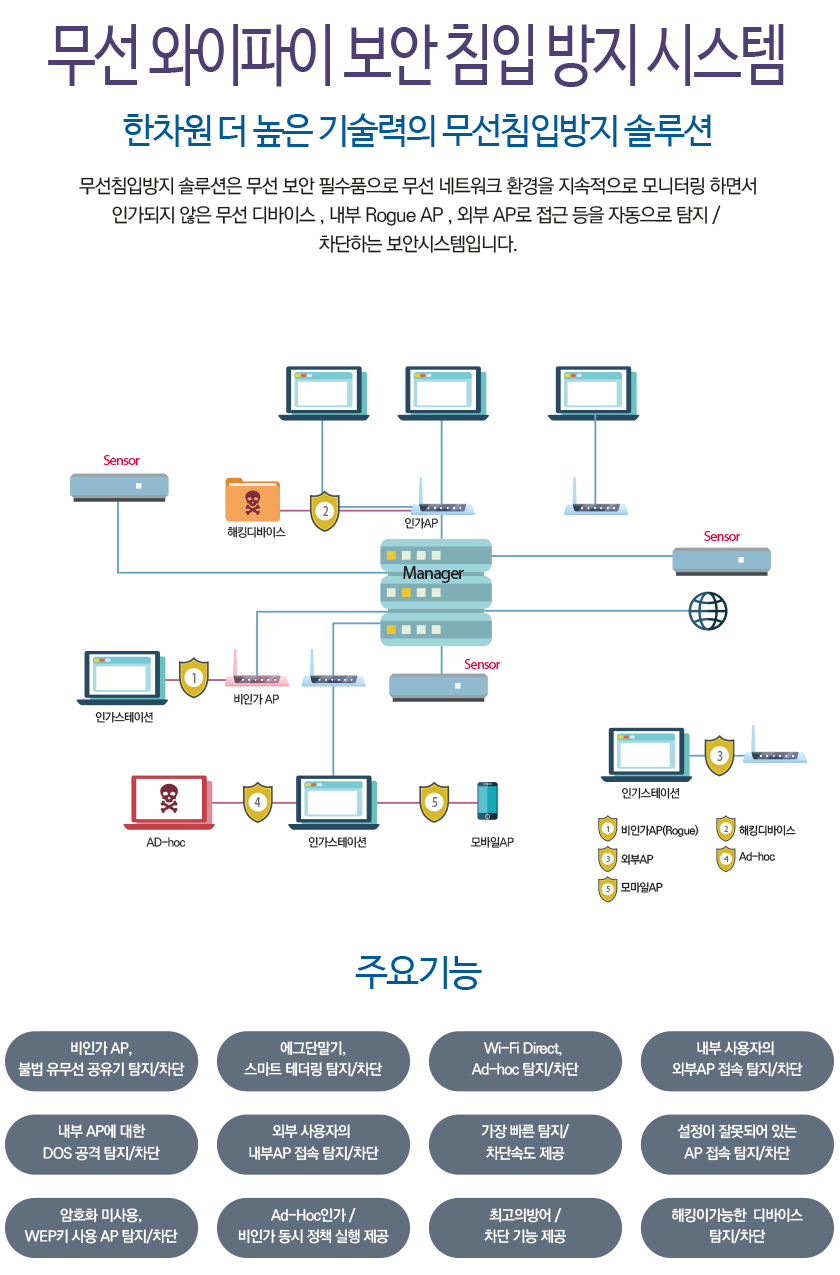 무선 와이파이 보안 침입 방지 시스템
한차원 더 높은 기술력의 무선침입방지 솔루션
무선침입방지 솔루션은 무선 보안 필수품으로 무선 네트워크 환경을 지속적으로 모니터링 하면서
인가되지 않은 무선 디바이스 , 내부 Rogue AP , 외부 AP로 접근 등을 자동으로 탐지 /
차단하는 보안시스템입니다.
Sensor
2
해킹디바이스
인가AP
Sensor
Manager
Sensor
1
인가스테이션
비인가 AP
3
인기스테이션
4
5
AD-hoc
인가스테이션
모바일AP
1 비인가AP(Rogue)
2 해킹디바이스
3 외부AP
4 Ad-hoc
5 모마일AP
주요기능
비인가 AP,
불법 유무선 공유기 탐지/차단
에그단말기,
스마트 테더링 탐지/차단
Wi-Fi Direct,
Ad-hoc 탐지/차단
내부 사용자의
외부AP 접속 탐지/차단
내부 AP에 대한
DOS 공격 탐지/차단
외부 사용자의
내부AP 접속 탐지/차단
가장 빠른 탐지/
차단속도 제공
설정이 잘못되어 있는
AP 접속 탐지/차단
암호화 미사용,
WEP키 사용 AP 탐지/차단
Ad-Hoc인가 /
비인가 동시 정책 실행 제공
최고의방어 /
차단 기능 제공
해킹이가능한 디바이스
탐지/차단